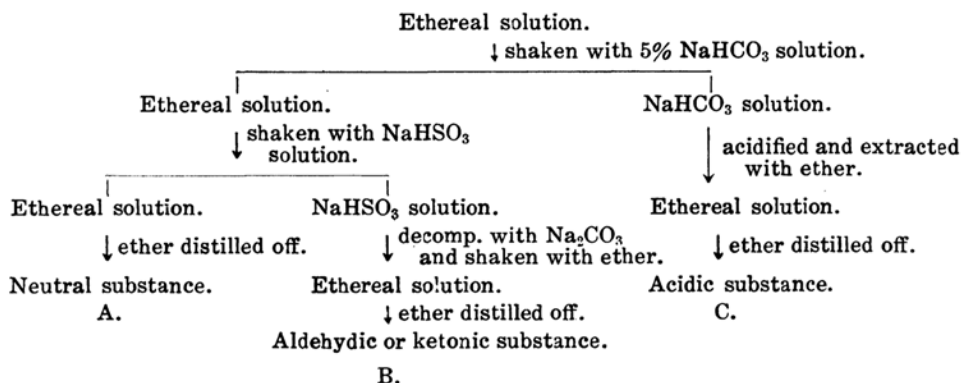 Ethereal solution.
↓ shaken with 5% NaHCO₃ solution.
Ethereal solution.
NaHCO₃ solution.
↓ shaken with NaHSO₃
solution.
↓ acidified and extracted
with ether.
Ethereal solution.
NaHSO₃ solution.
Ethereal solution.
↓ ether distilled off.
↓ decomp. with Na₂CO₃
and shaken with ether.
↓ ether distilled off.
Neutral substance.
Ethereal solution.
Acidic substance.
A.
↓ ether distilled off.
C.
Aldehydic or ketonic substance.
B.